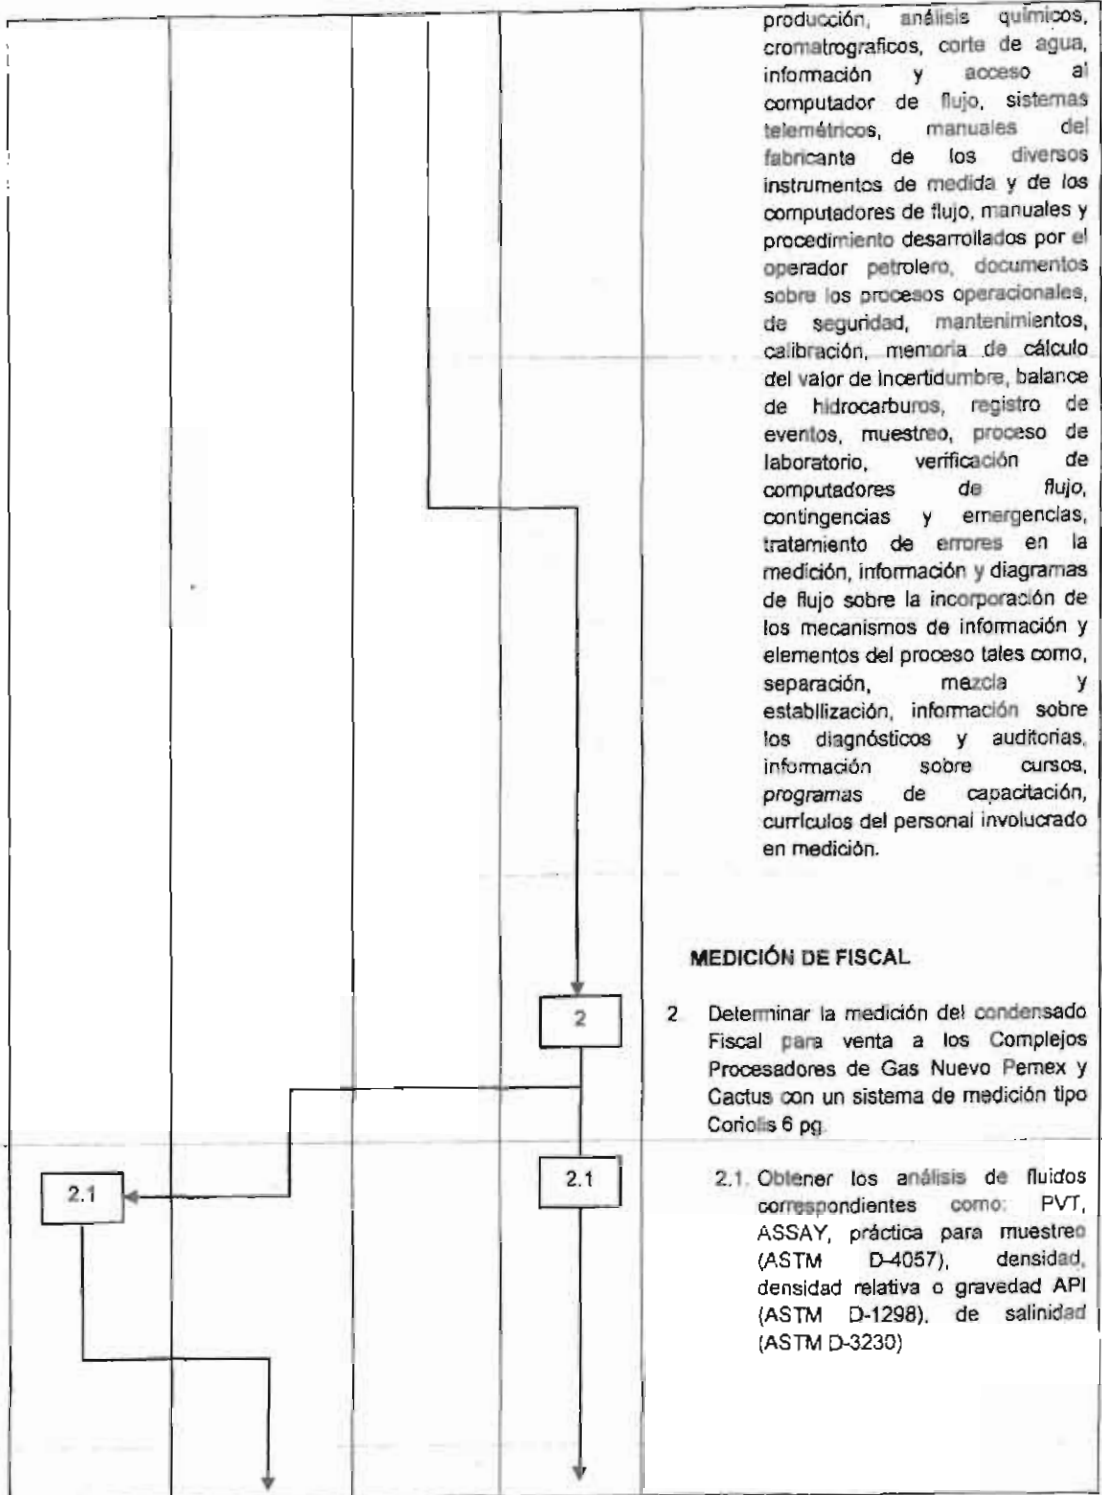 producción, análisis químicos,
cromatrograficos, corte de agua,
información y acceso al
computador de flujo, sistemas
telemétricos, manuales del
fabricante de los diversos
instrumentos de medida y de los
computadores de flujo, manuales y
procedimiento desarrollados por el
operador petrolero, documentos
sobre los procesos operacionales,
de seguridad, mantenimientos,
calibración, memoria de cálculo
del valor de incertidumbre, balance
de hidrocarburos, registro de
eventos, muestreo, proceso de
laboratorio, verificación de
computadores de flujo,
contingencias y emergencias,
tratamiento de errores en la
medición, información y diagramas
de flujo sobre la incorporación de
los mecanismos de información y
elementos del proceso tales como,
separación, mezcla y
estabilización, información sobre
los diagnósticos y auditorias,
información sobre cursos,
programas de capacitación,
currículos del personal involucrado
en medición.
MEDICIÓN DE FISCAL
2
2 Determinar la medición del condensado
Fiscal para venta a los Complejos
Procesadores de Gas Nuevo Pemex y
Cactus con un sistema de medición tipo
Coriolis 6 pg.
2.1
2.1
2.1. Obtener los análisis de fluidos
correspondientes como: PVT,
ASSAY, práctica para muestreo
(ASTM D-4057), densidad,
densidad relativa o gravedad API
(ASTM D-1298), de salinidad
(ASTM D-3230)